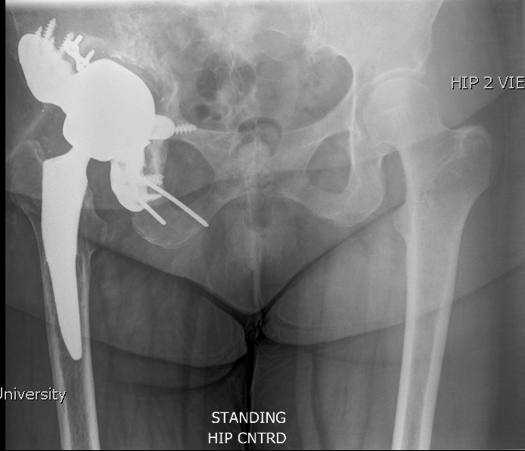 HIP 2 VIE
University
STANDING
HIP CNTRD